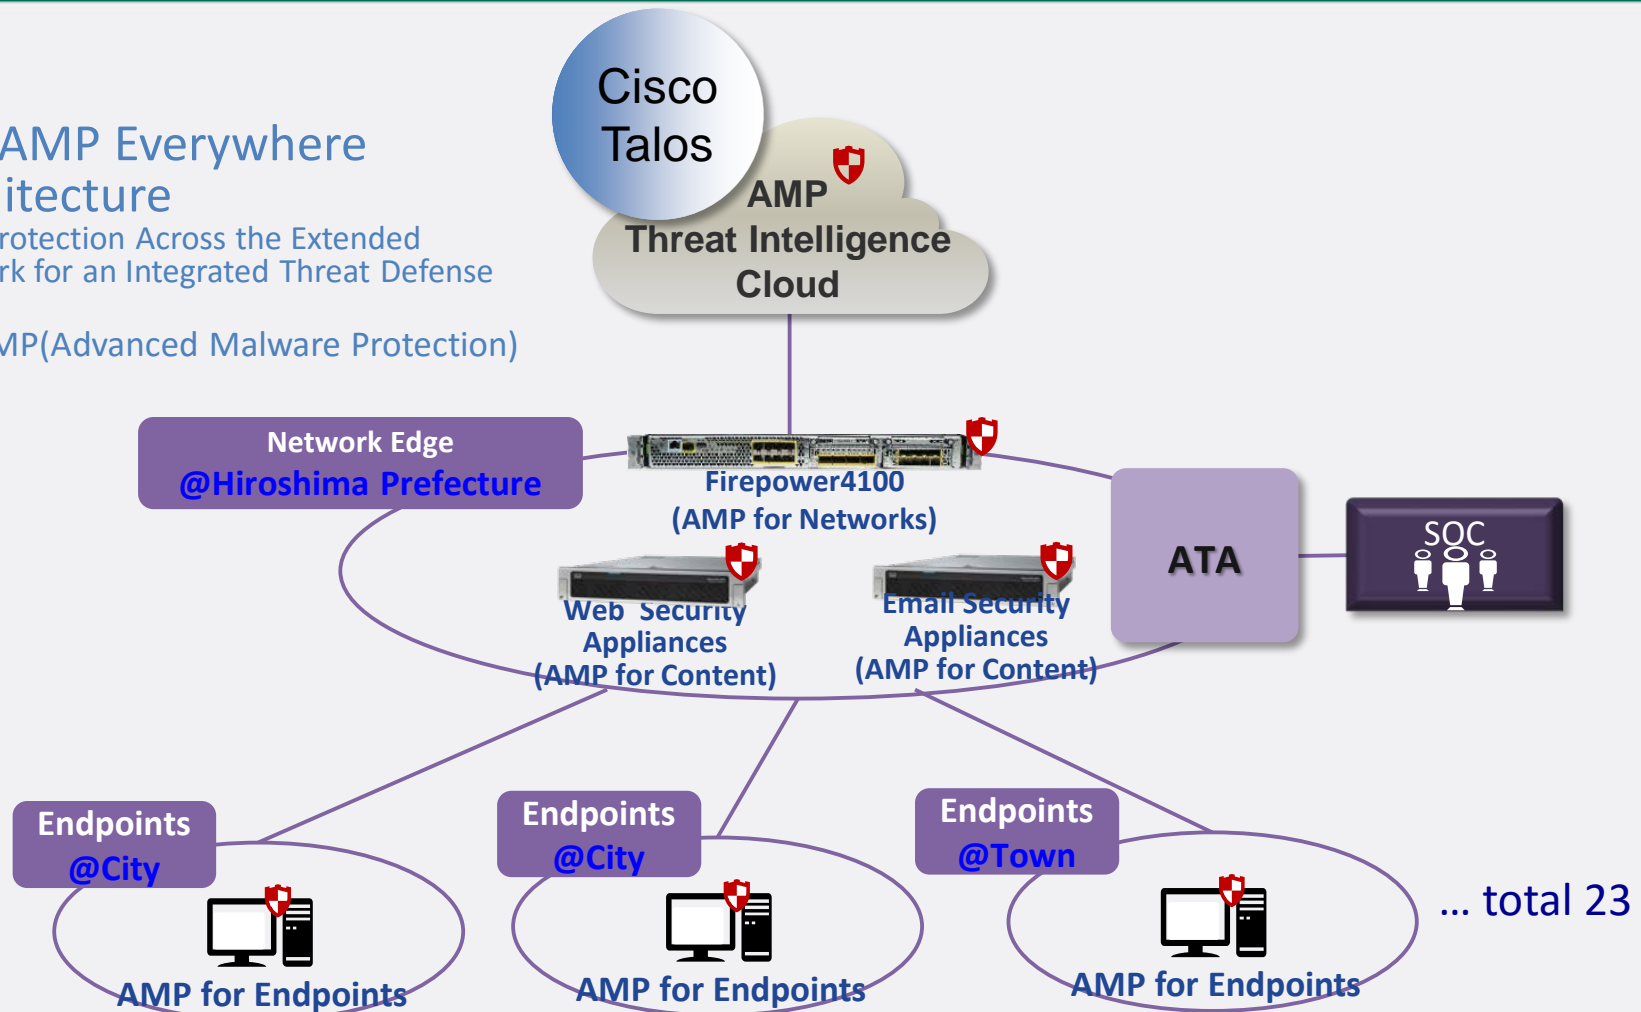 Cisco
Talos
AMP Everywhere
itecture
rotection Across the Extended
rk for an Integrated Threat Defense
MP(Advanced Malware Protection)
AMP
Threat Intelligence
Cloud
Network Edge
@Hiroshima Prefecture
Firepower4100
(AMP for Networks)
ATA
SOC
Web Security
Appliances
(AMP for Content)
Email Security
Appliances
(AMP for Content)
Endpoints
@City
AMP for Endpoints
Endpoints
@City
AMP for Endpoints
Endpoints
@Town
AMP for Endpoints
... total 23